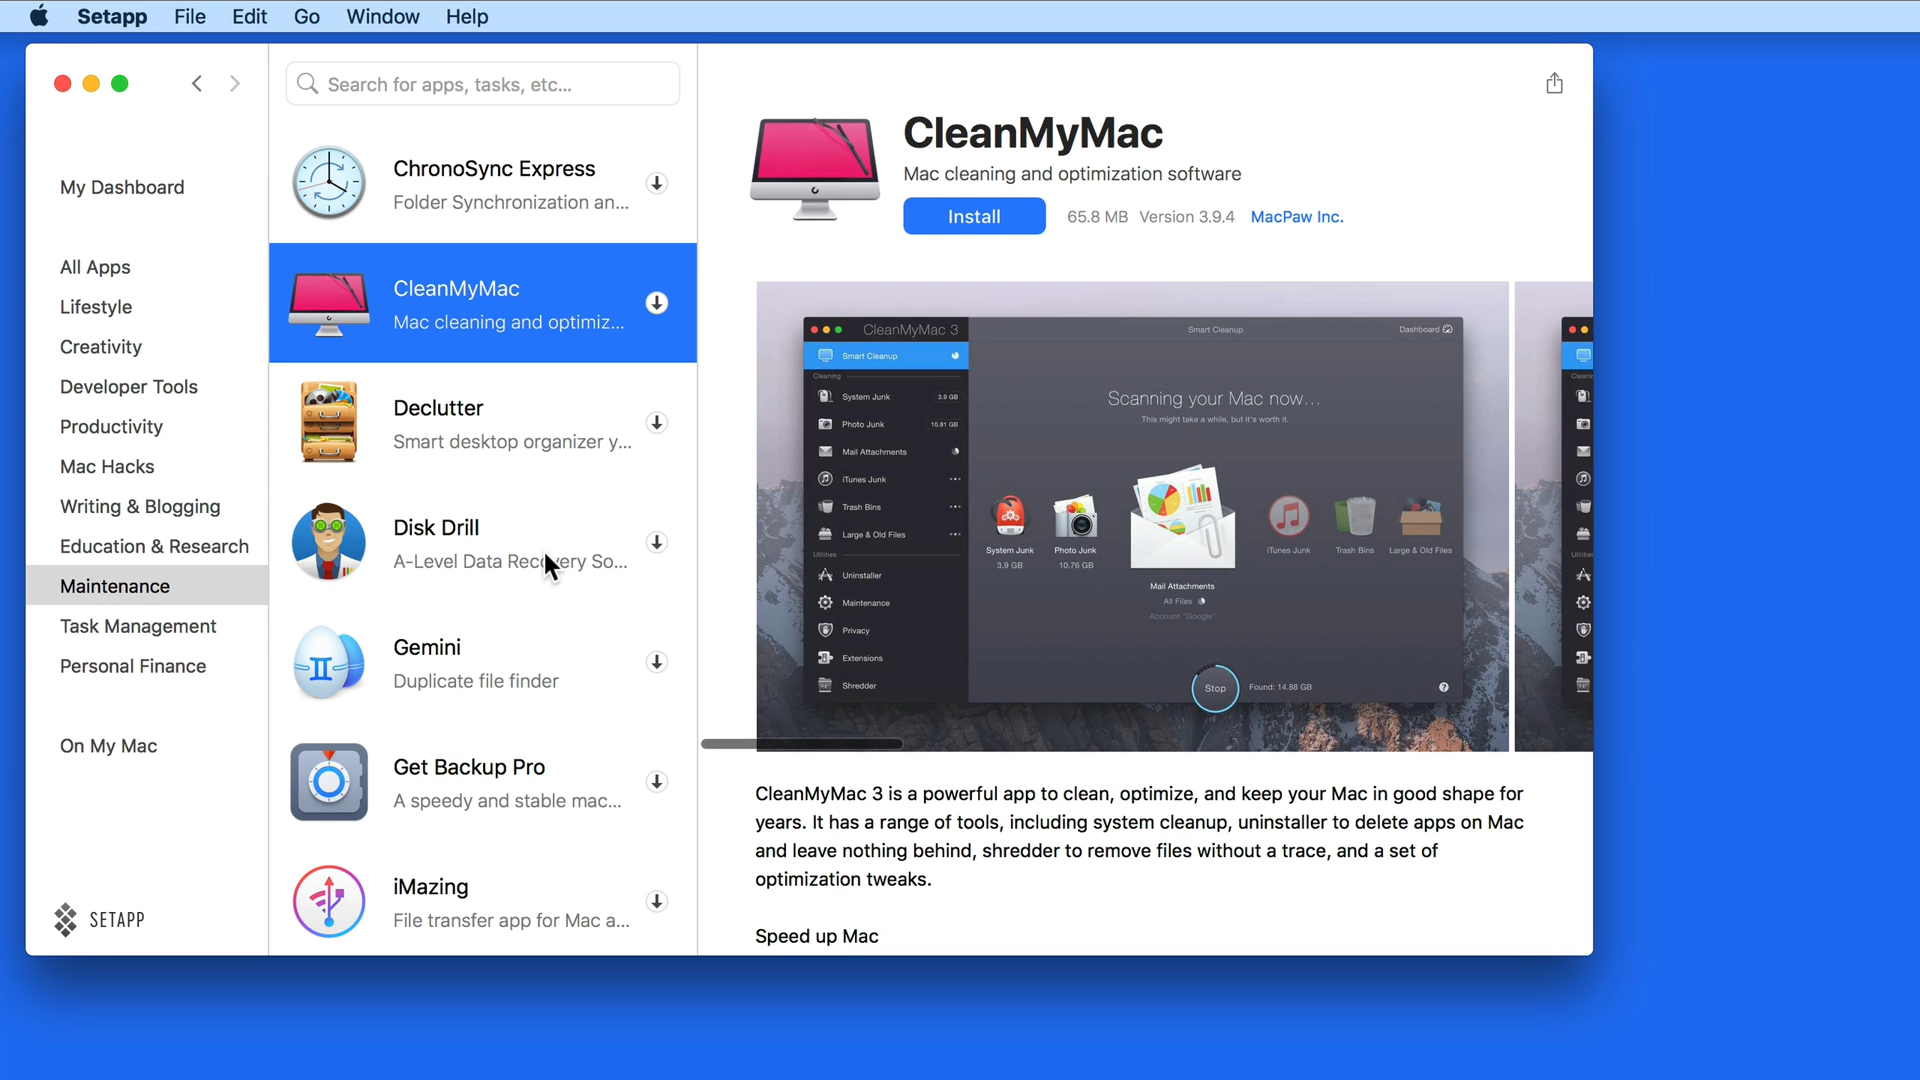 Setapp File Edit Go Window Help
Search for apps, tasks, etc...
My Dashboard
All Apps
Lifestyle
Creativity
Developer Tools
Productivity
Mac Hacks
Writing & Blogging
Education & Research
Maintenance
Task Management
Personal Finance
On My Mac
SETAPP
ChronoSync Express
Folder Synchronization an...
CleanMyMac
Mac cleaning and optimiz...
Declutter
Smart desktop organizer y...
Disk Drill
A-Level Data Recovery So...
Gemini
Duplicate file finder
Get Backup Pro
A speedy and stable mac...
iMazing
File transfer app for Mac a...
CleanMyMac
Mac cleaning and optimization software
Install 65.8 MB Version 3.9.4 MacPaw Inc.
CleanMyMac 3 Smart Cleanup Dashboard
Smart Cleanup
Cleaning
System Junk 3.9 GB
Photo Junk 10.81 GB
Mail Attachments
iTunes Junk
Trash Bins
Large & Old Files
Utilities
Uninstaller
Maintenance
Privacy
Extensions
Shredder
Scanning your Mac now...
This might take a while, but it's worth it.
System Junk
3.9 GB
Photo Junk
10.76 GB
Mail Attachments
All Files
Account "Google"
iTunes Junk
Trash Bins
Large & Old Files
Stop Found: 14.88 GB
CleanMyMac 3 is a powerful app to clean, optimize, and keep your Mac in good shape for
years. It has a range of tools, including system cleanup, uninstaller to delete apps on Mac
and leave nothing behind, shredder to remove files without a trace, and a set of
optimization tweaks.
Speed up Mac